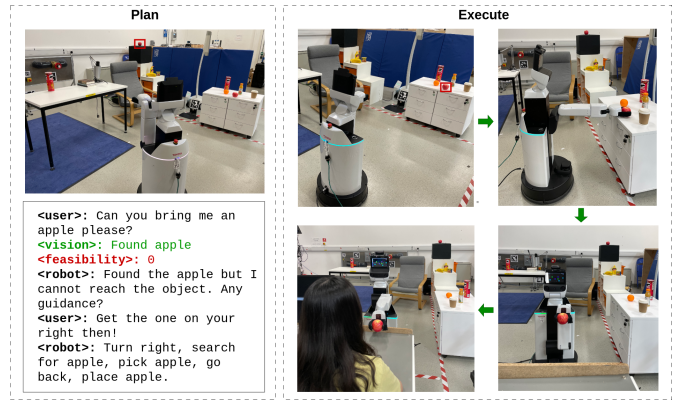 Plan
Execute
<user>: Can you bring me an
apple please?
<vision>: Found apple
<feasibility>: 0
<robot>: Found the apple but I
cannot reach the object. Any
guidance?
<user>: Get the one on your
right then!
<robot>: Turn right, search
for apple, pick apple, go
back, place apple.